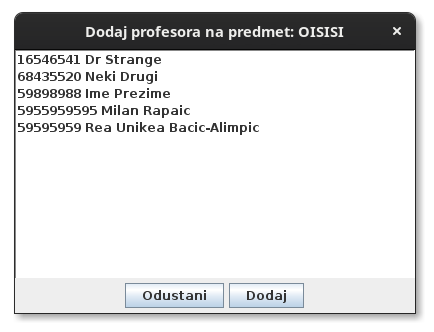 Dodaj profesora na predmet: OISISI ×
16546541 Dr Strange
68435520 Neki Drugi
59898988 Ime Prezime
5955959595 Milan Rapaic
59595959 Rea Unikea Bacic-Alimpic
Odustani Dodaj